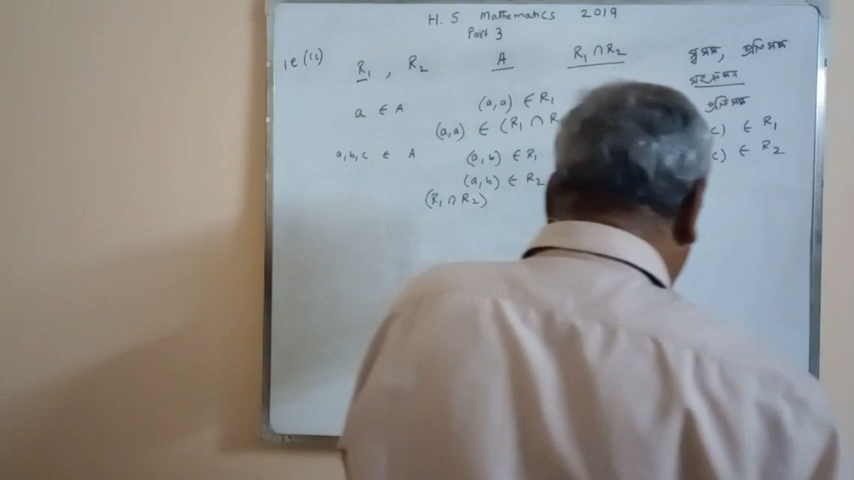 H. S. Mathematics 2019
Part 3
1e (ii) R₁ , R₂ A R₁ ∩ R₂ স্বসম, প্রতিসম
a ∈ A (a, a) ∈ R₁ প্রতিসম
(a, a) ∈ (R₁ ∩ R c) ∈ R₁
a, b, c ∈ A (a, b) ∈ R₁ c) ∈ R₂
(a, b) ∈ R₂
(R₁ ∩ R₂)